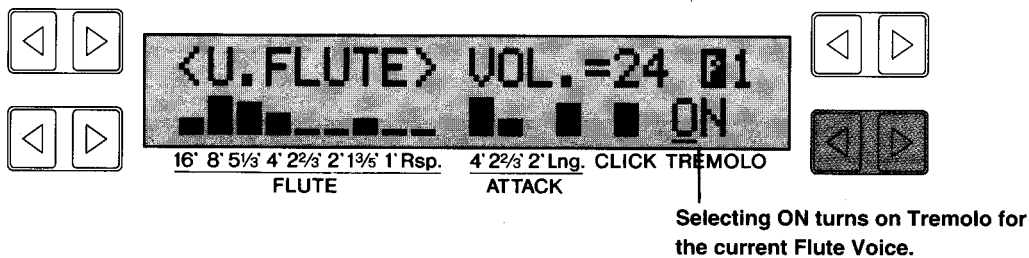 <U.FLUTE> VOL.=24 P1
ON
16' 8' 5⅓' 4' 2⅔' 2' 1⅗' 1' Rsp. 4' 2⅔' 2' Lng. CLICK TREMOLO
FLUTE ATTACK
Selecting ON turns on Tremolo for
the current Flute Voice.